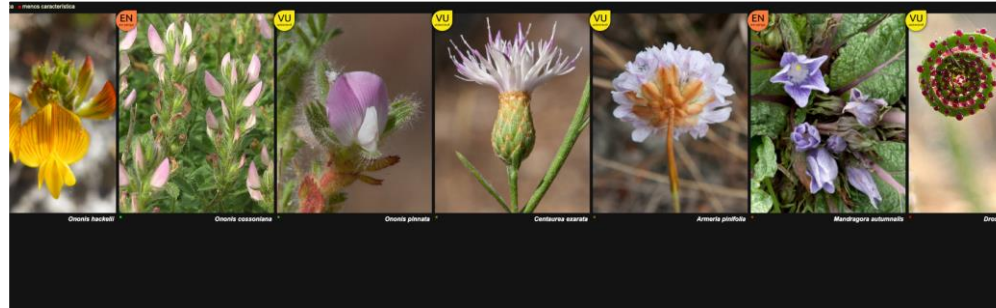 menos característica
EN
VU
VU
VU
EN
VU
Ononis hackelii
Ononis cossoniana
Ononis pinnata
Centaurea exarata
Armeria pinifolia
Mandragora autumnalis
Dros